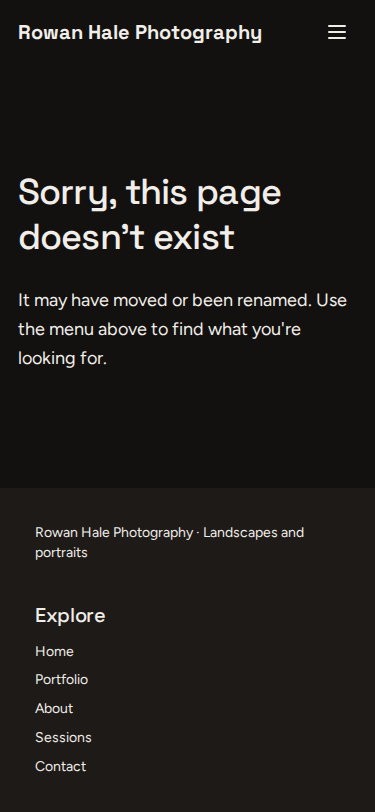 Rowan Hale Photography
Sorry, this page
doesn’t exist
It may have moved or been renamed. Use
the menu above to find what you're
looking for.
Rowan Hale Photography · Landscapes and
portraits
Explore
Home
Portfolio
About
Sessions
Contact